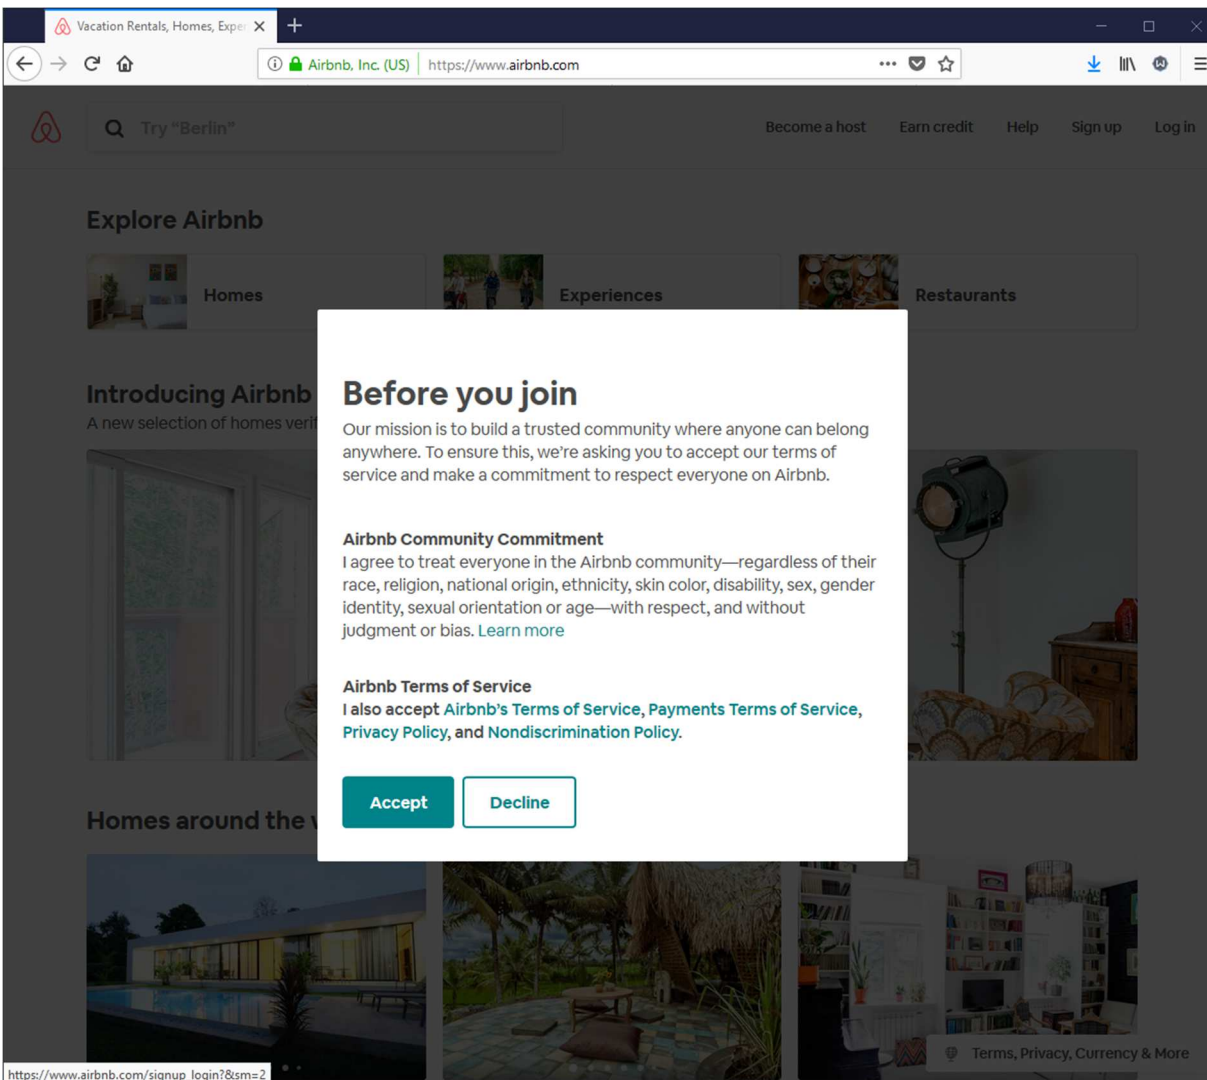 Vacation Rentals, Homes, Exper
Airbnb, Inc. (US) https://www.airbnb.com
Try “Berlin”
Become a host Earn credit Help Sign up Log in
Explore Airbnb
Homes Experiences Restaurants
Introducing Airbnb
A new selection of homes verif
Before you join
Our mission is to build a trusted community where anyone can belong
anywhere. To ensure this, we’re asking you to accept our terms of
service and make a commitment to respect everyone on Airbnb.
Airbnb Community Commitment
I agree to treat everyone in the Airbnb community—regardless of their
race, religion, national origin, ethnicity, skin color, disability, sex, gender
identity, sexual orientation or age—with respect, and without
judgment or bias. Learn more
Airbnb Terms of Service
I also accept Airbnb’s Terms of Service, Payments Terms of Service,
Privacy Policy, and Nondiscrimination Policy.
Accept Decline
Homes around the w
Terms, Privacy, Currency & More
https://www.airbnb.com/signup_login?&sm=2